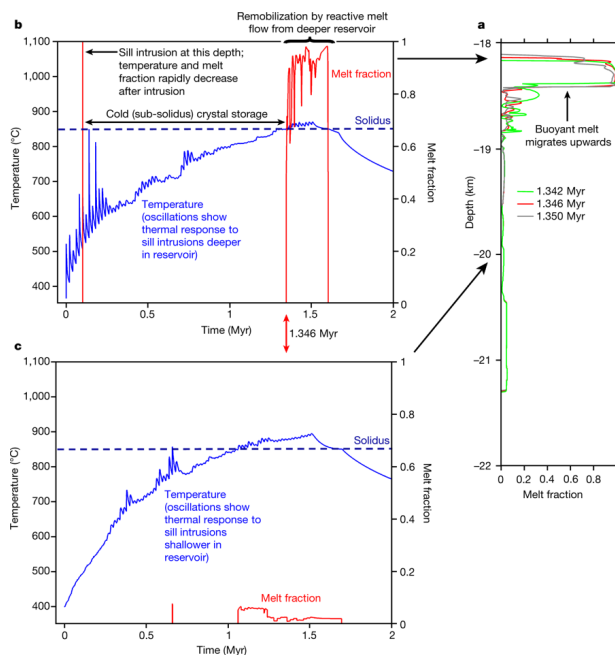 b
Remobilization by reactive melt
flow from deeper reservoir
1,100
1,000
900
800
700
600
500
400
Temperature (°C)
Sill intrusion at this depth;
temperature and melt
fraction rapidly decrease
after intrusion
Cold (sub-solidus) crystal storage
Melt fraction
Solidus
Temperature
(oscillations show
thermal response to
sill intrusions deeper
in reservoir)
1
0.8
0.6
0.4
0.2
0
Melt fraction
0
0.5
1.0
1.5
2
Time (Myr)
1.346 Myr
a
−18
−19
−20
−21
−22
Depth (km)
Buoyant melt
migrates upwards
1.342 Myr
1.346 Myr
1.350 Myr
0
0.2
0.4
0.6
0.8
Melt fraction
c
1,100
1,000
900
800
700
600
500
400
Temperature (°C)
Solidus
Temperature
(oscillations show
thermal response to
sill intrusions
shallower in
reservoir)
Melt fraction
1
0.8
0.6
0.4
0.2
0
Melt fraction
0
0.5
1.0
1.5
2
Time (Myr)